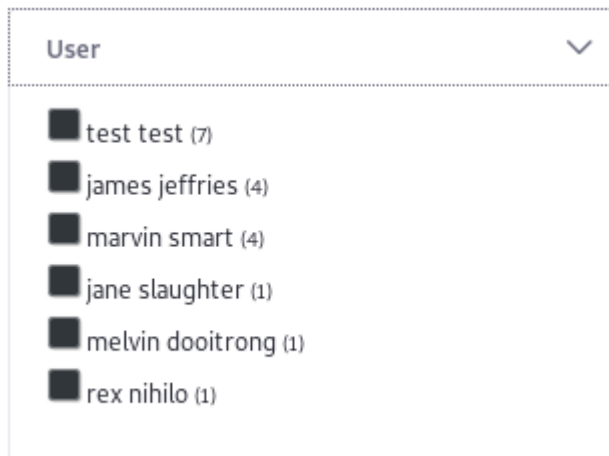 User
test test (7)
james jeffries (4)
marvin smart (4)
jane slaughter (1)
melvin dooitrong (1)
rex nihilo (1)